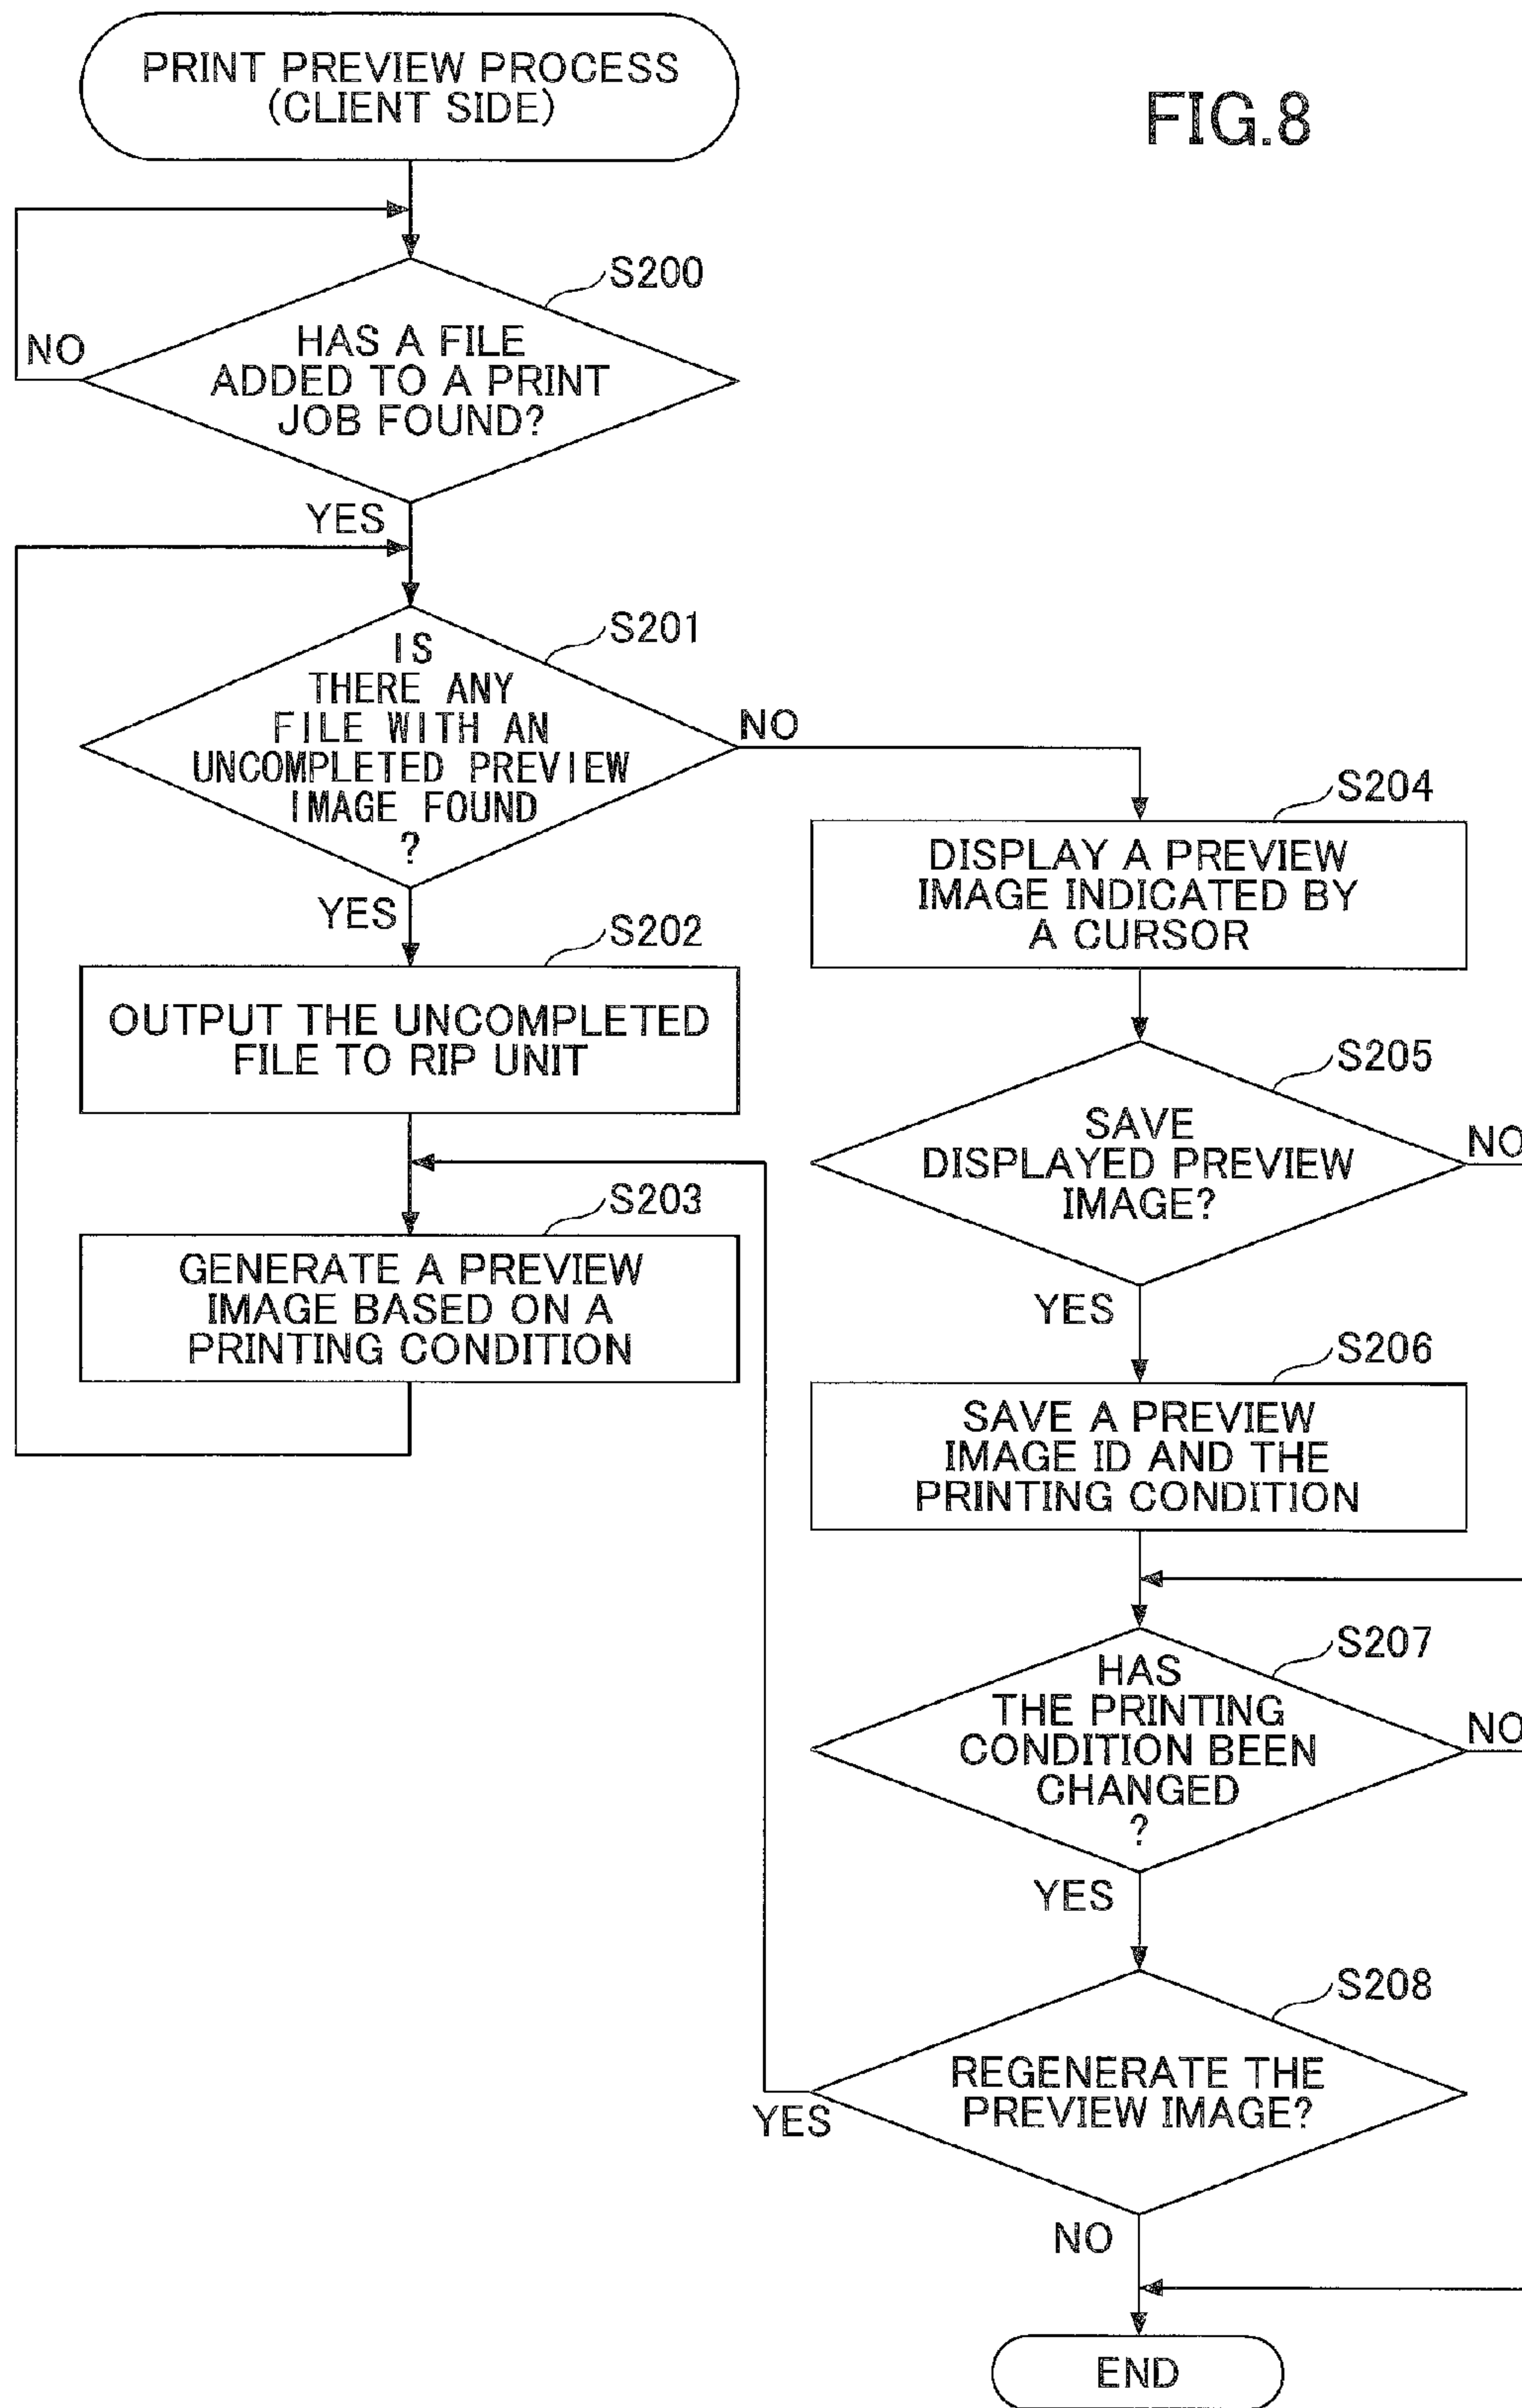 PRINT PREVIEW PROCESS
(CLIENT SIDE)
FIG.8
S200
HAS A FILE
ADDED TO A PRINT
JOB FOUND?
NO
YES
S201
IS
THERE ANY
FILE WITH AN
UNCOMPLETED PREVIEW
IMAGE FOUND
?
NO
YES
S202
OUTPUT THE UNCOMPLETED
FILE TO RIP UNIT
S203
GENERATE A PREVIEW
IMAGE BASED ON A
PRINTING CONDITION
S204
DISPLAY A PREVIEW
IMAGE INDICATED BY
A CURSOR
S205
SAVE
DISPLAYED PREVIEW
IMAGE?
NO
YES
S206
SAVE A PREVIEW
IMAGE ID AND THE
PRINTING CONDITION
S207
HAS
THE PRINTING
CONDITION BEEN
CHANGED
?
NO
YES
S208
REGENERATE THE
PREVIEW IMAGE?
YES
NO
END